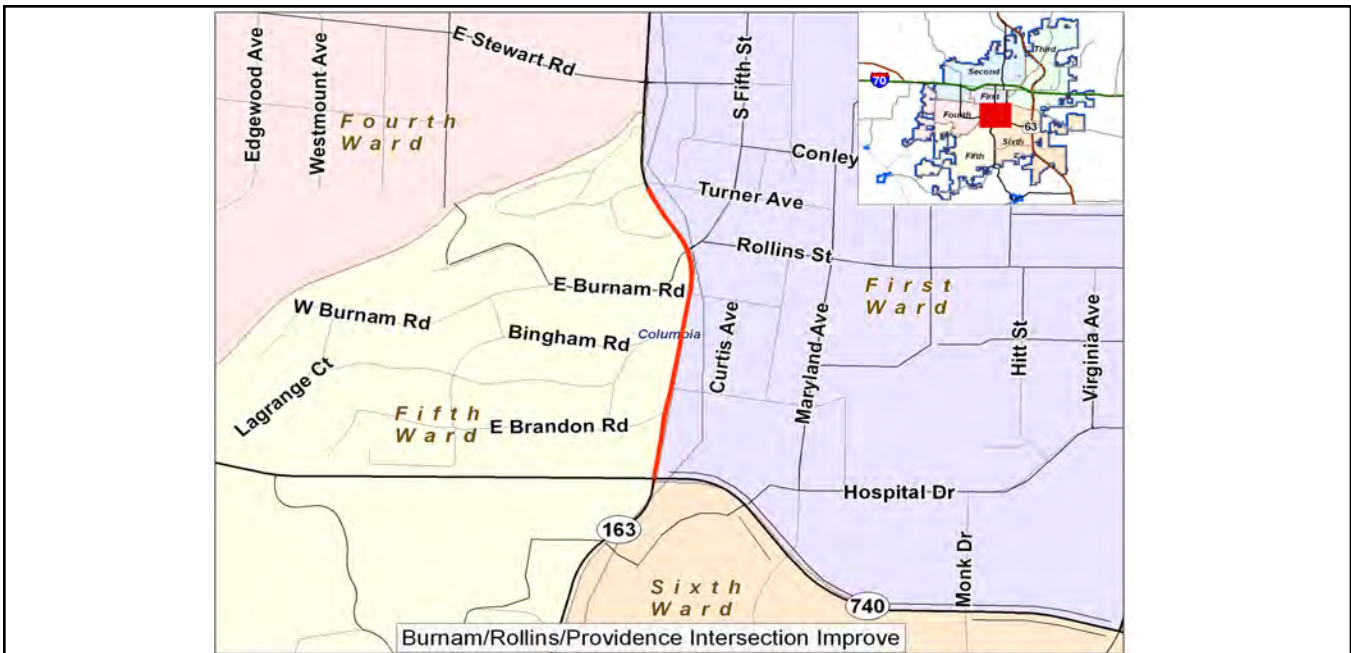 Edgewood Ave
Westmount Ave
E Stewart Rd
S Fifth St
Fourth
Ward
Conley
Turner Ave
Rollins St
E Burnam Rd
W Burnam Rd
Bingham Rd
Columbia
Curtis Ave
Maryland Ave
First
Ward
Hitt St
Virginia Ave
Lagrange Ct
Fifth
Ward
E Brandon Rd
Hospital Dr
163
Monk Dr
Sixth
Ward
740
Burnam/Rollins/Providence Intersection Improve
Third
Second
70
First
Fourth
63
Sixth
Fifth